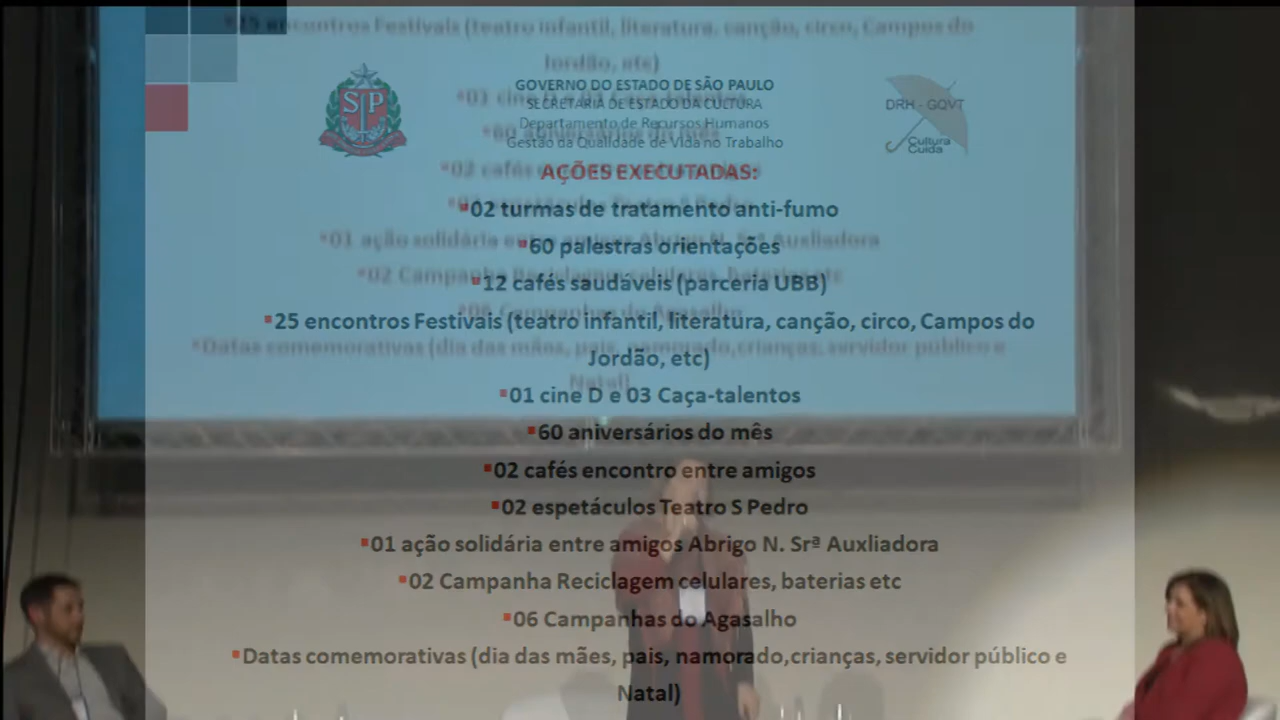 GOVERNO DO ESTADO DE SÃO PAULO
SECRETARIA DE ESTADO DA CULTURA
Departamento de Recursos Humanos
Gestão da Qualidade de Vida no Trabalho
SP
DRH - GQVT
Cultura
Cuida
AÇÕES EXECUTADAS:
▪02 turmas de tratamento anti-fumo
▪60 palestras orientações
▪12 cafés saudáveis (parceria UBB)
▪25 encontros Festivais (teatro infantil, literatura, canção, circo, Campos do
Jordão, etc)
▪01 cine D e 03 Caça-talentos
▪60 aniversários do mês
▪02 cafés encontro entre amigos
▪02 espetáculos Teatro S Pedro
▪01 ação solidária entre amigos Abrigo N. Srª Auxliadora
▪02 Campanha Reciclagem celulares, baterias etc
▪06 Campanhas do Agasalho
▪Datas comemorativas (dia das mães, pais, namorado,crianças, servidor público e
Natal)